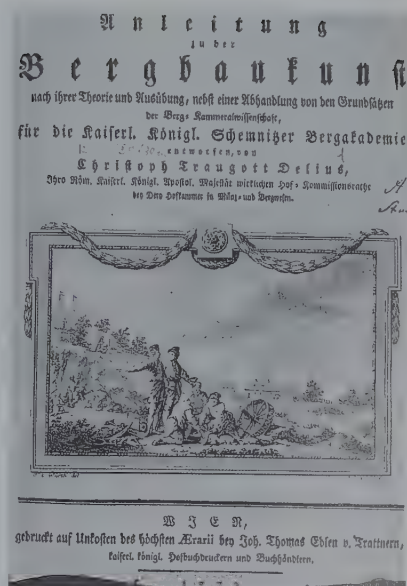 Anleitung
zu der
Bergbaukunst
nach ihrer Theorie und Ausübung, nebst einer Abhandlung von den Grundsätzen
der Berg-Kammeralwissenschaft,
für die Kaiserl. Königl. Schemnitzer Bergakademie
entworfen, von
Christoph Traugott Delius,
Ihro Röm. Kaiserl. Königl. Apostol. Majestät wirklichen Hof-Kommissionsrathe
bey Dero Hofkammer in Münz- und Bergwesen.
WIEN,
gedruckt auf Unkosten des höchsten Ærarii bey Joh. Thomas Edlen v. Trattnern,
kaiserl. königl. Hofbuchdruckern und Buchhändlern.